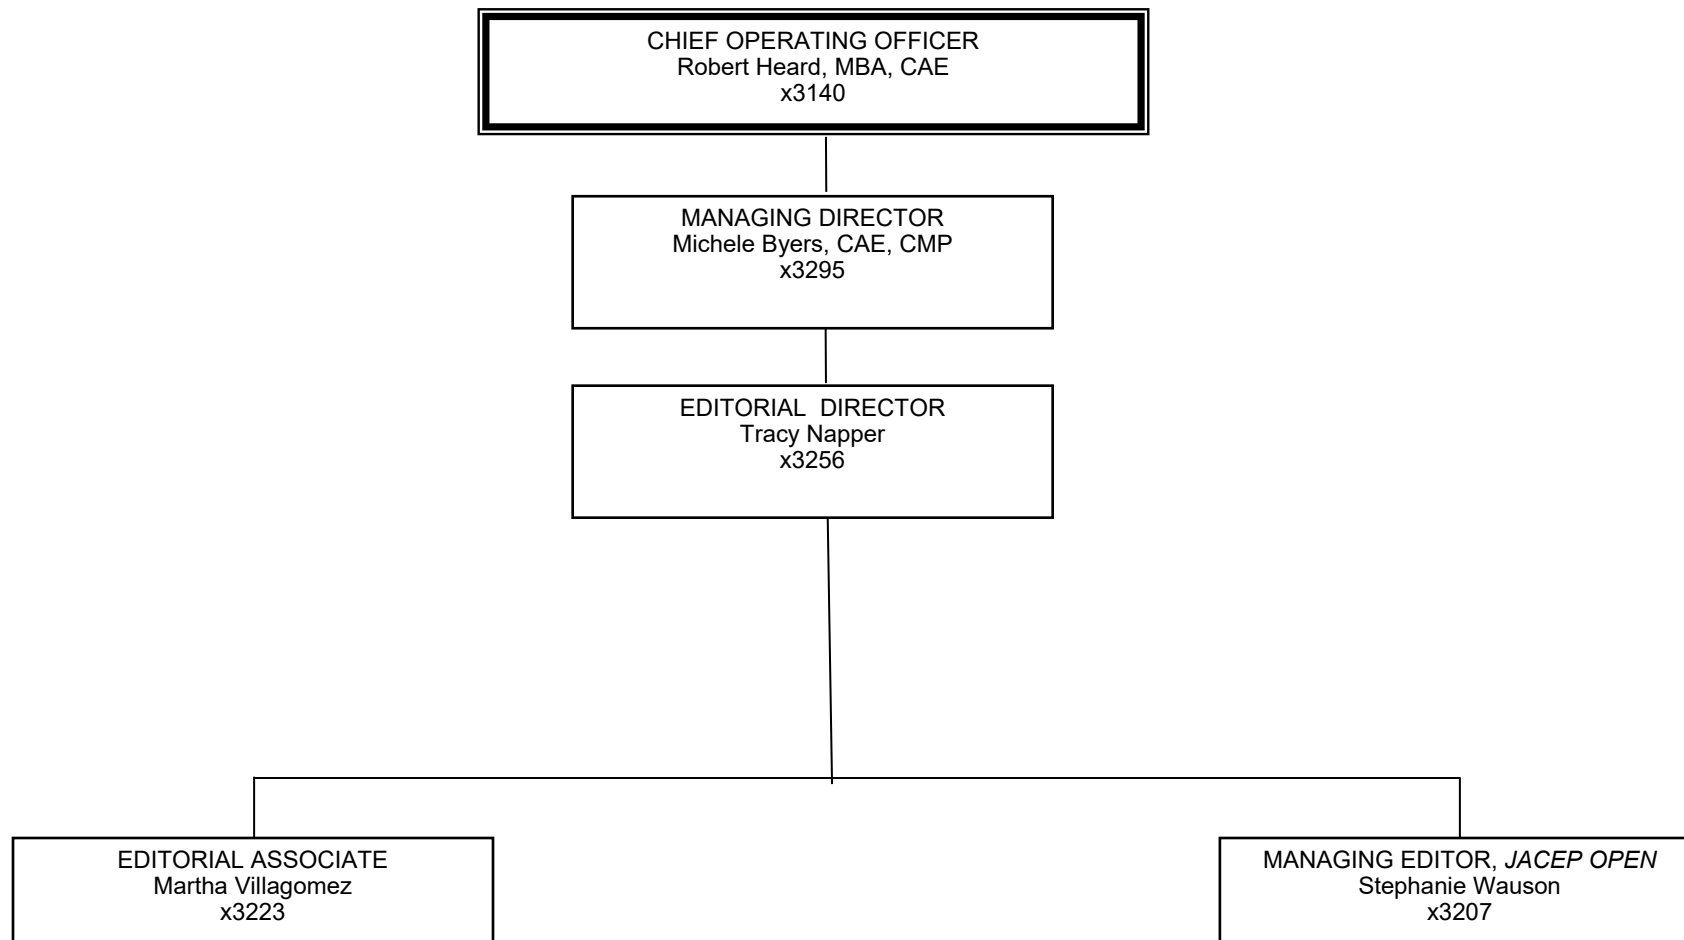 CHIEF OPERATING OFFICER
Robert Heard, MBA, CAE
x3140
MANAGING DIRECTOR
Michele Byers, CAE, CMP
x3295
EDITORIAL  DIRECTOR
Tracy Napper
x3256
EDITORIAL ASSOCIATE
Martha Villagomez
x3223
MANAGING EDITOR, JACEP OPEN
Stephanie Wauson
x3207